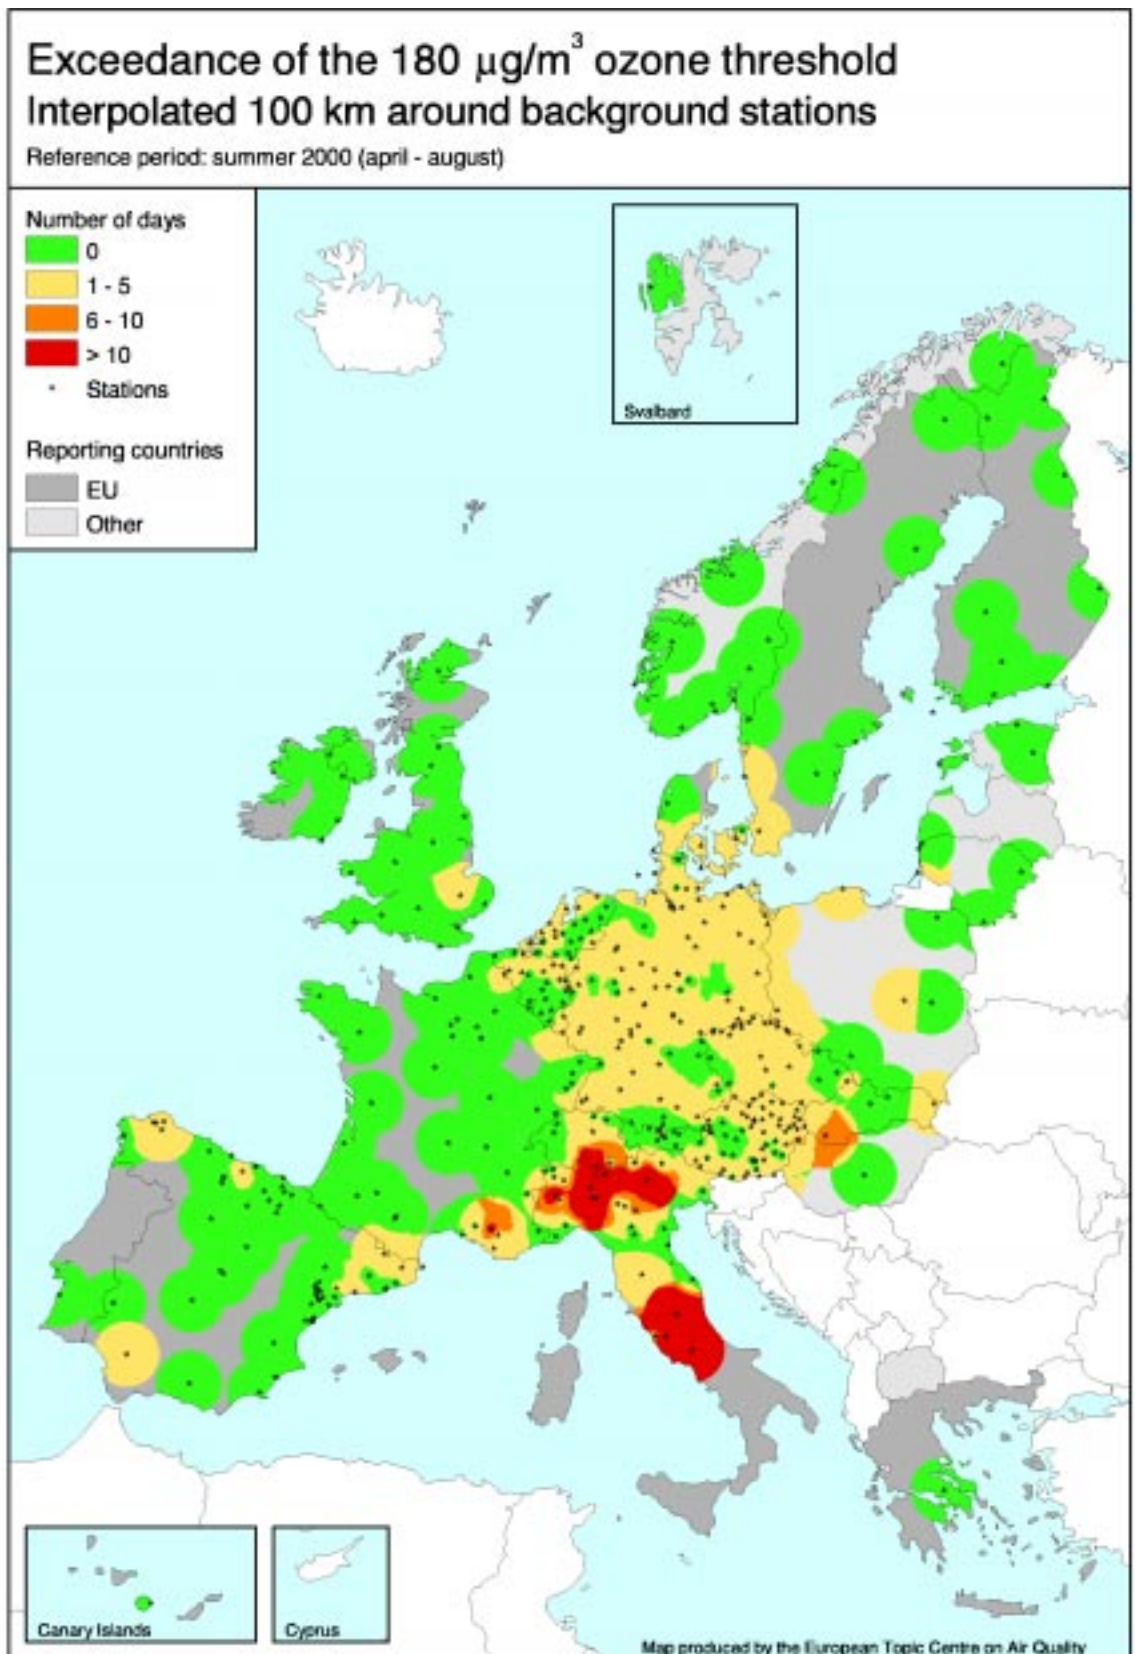 Exceedance of the 180 µg/m³ ozone threshold
Interpolated 100 km around background stations
Reference period: summer 2000 (april - august)
Number of days
0
1 - 5
6 - 10
> 10
Stations
Reporting countries
EU
Other
Svalbard
Canary Islands
Cyprus
Map produced by the European Topic Centre on Air Quality